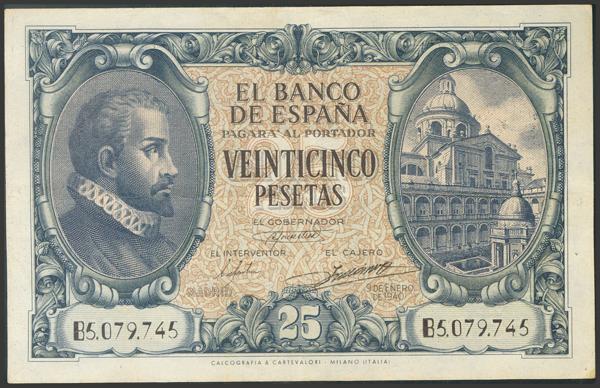 EL BANCO
DE ESPAÑA
PAGARÁ AL PORTADOR
VEINTICINCO
PESETAS
EL GOBERNADOR
EL INTERVENTOR EL CAJERO
MADRID, 9 DE ENERO
DE 1940
B5.079.745 25 B5.079.745
CALCOGRAFIA & CARTEVALORI - MILANO (ITALIA)